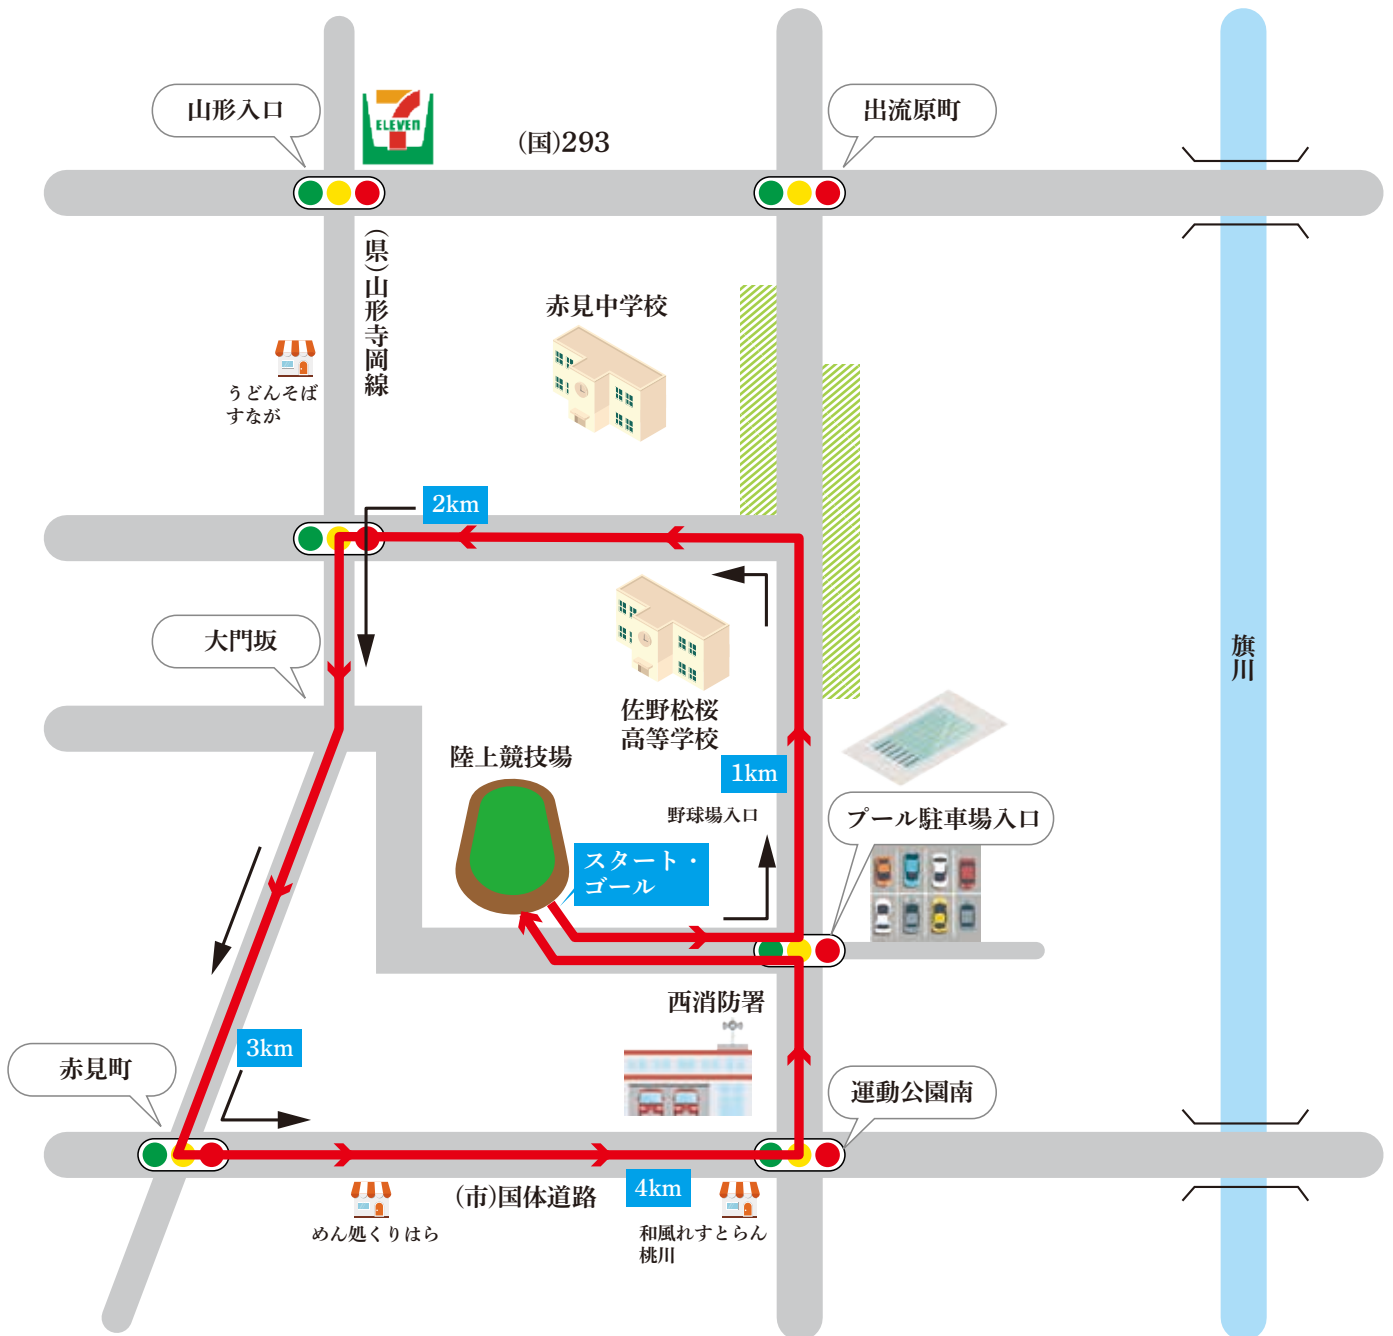 山形入口
ELEVEN
(国)293
出流原町
(県)山形寺岡線
赤見中学校
うどんそば
すなが
2km
大門坂
佐野松桜
高等学校
旗川
陸上競技場
1km
野球場入口
プール駐車場入口
スタート・
ゴール
西消防署
3km
赤見町
運動公園南
(市)国体道路
4km
めん処くりはら
和風れすとらん
桃川